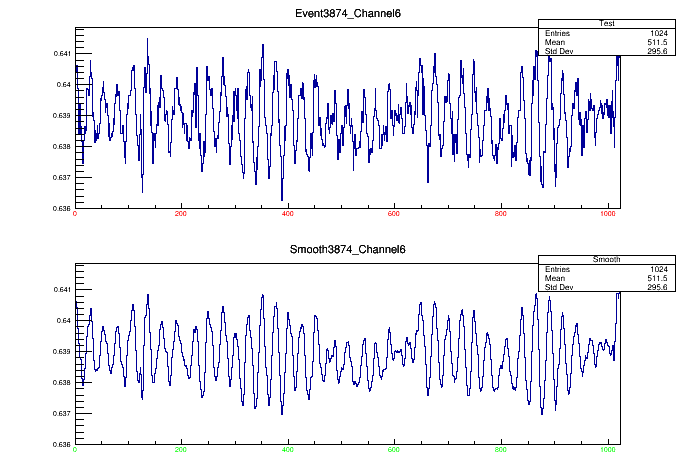 Event3874_Channel6
Test
Entries 1024
Mean 511.5
Std Dev 295.6
0.641
0.64
0.639
0.638
0.637
0.636
0 200 400 600 800 1000
Smooth3874_Channel6
Smooth
Entries 1024
Mean 511.5
Std Dev 295.6
0.641
0.64
0.639
0.638
0.637
0.636
0 200 400 600 800 1000